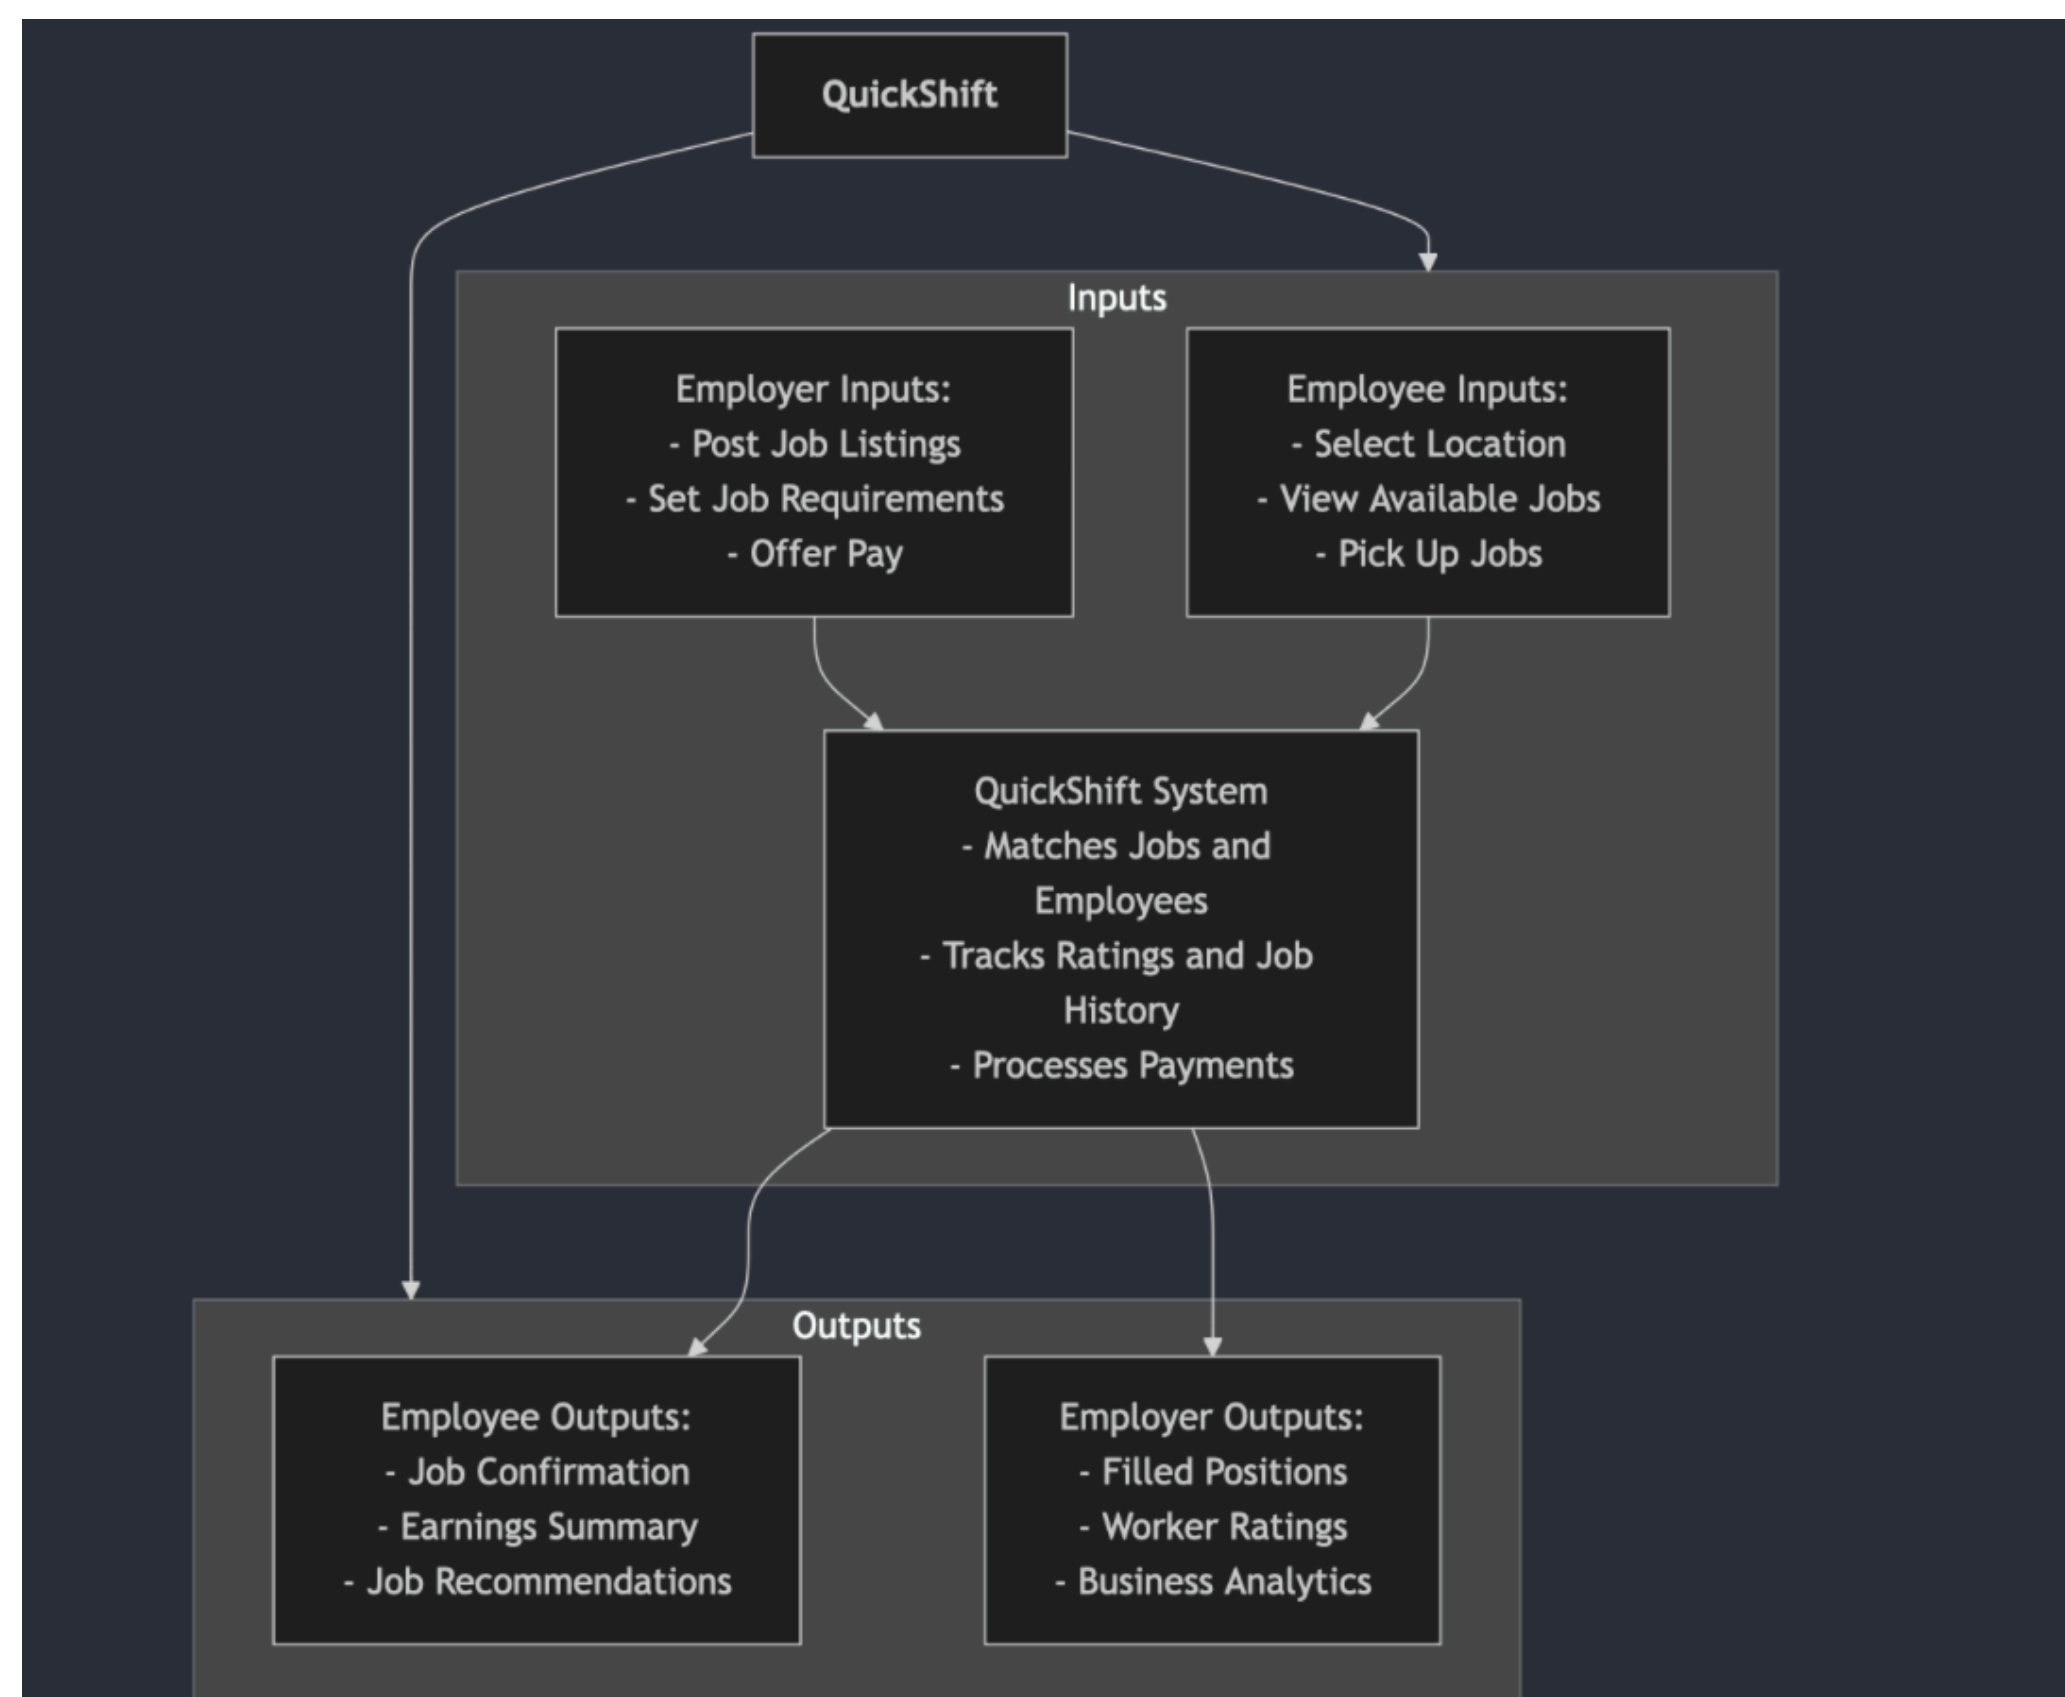 QuickShift
Inputs
Employer Inputs:
- Post Job Listings
- Set Job Requirements
- Offer Pay
Employee Inputs:
- Select Location
- View Available Jobs
- Pick Up Jobs
QuickShift System
- Matches Jobs and
Employees
- Tracks Ratings and Job
History
- Processes Payments
Outputs
Employee Outputs:
- Job Confirmation
- Earnings Summary
- Job Recommendations
Employer Outputs:
- Filled Positions
- Worker Ratings
- Business Analytics